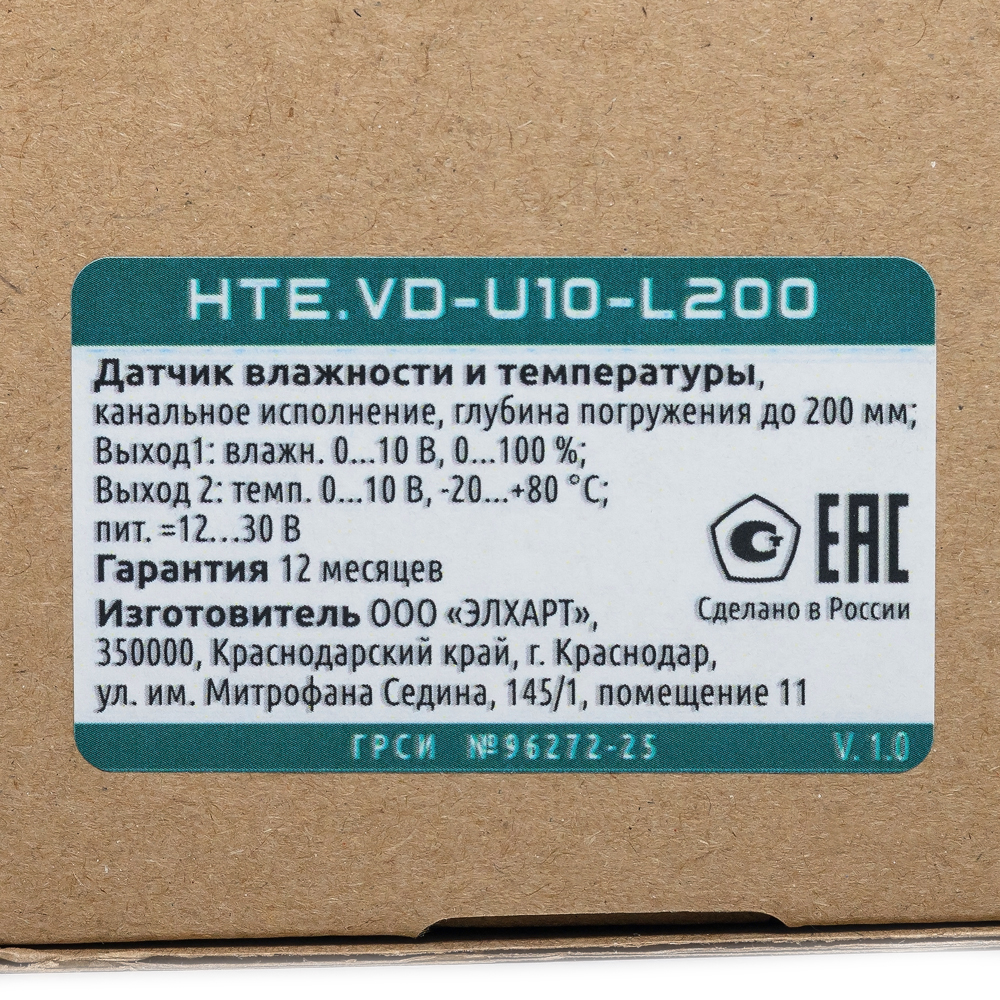 HTE.VD-U10-L200
Датчик влажности и температуры,
канальное исполнение, глубина погружения до 200 мм;
Выход1: влажн. 0...10 В, 0...100 %;
Выход 2: темп. 0...10 В, -20...+80 °C;
пит. =12...30 В
Гарантия 12 месяцев
EAC
Сделано в России
Изготовитель ООО «ЭЛХАРТ»,
350000, Краснодарский край, г. Краснодар,
ул. им. Митрофана Седина, 145/1, помещение 11
ГРСИ №96272-25 V. 1.0